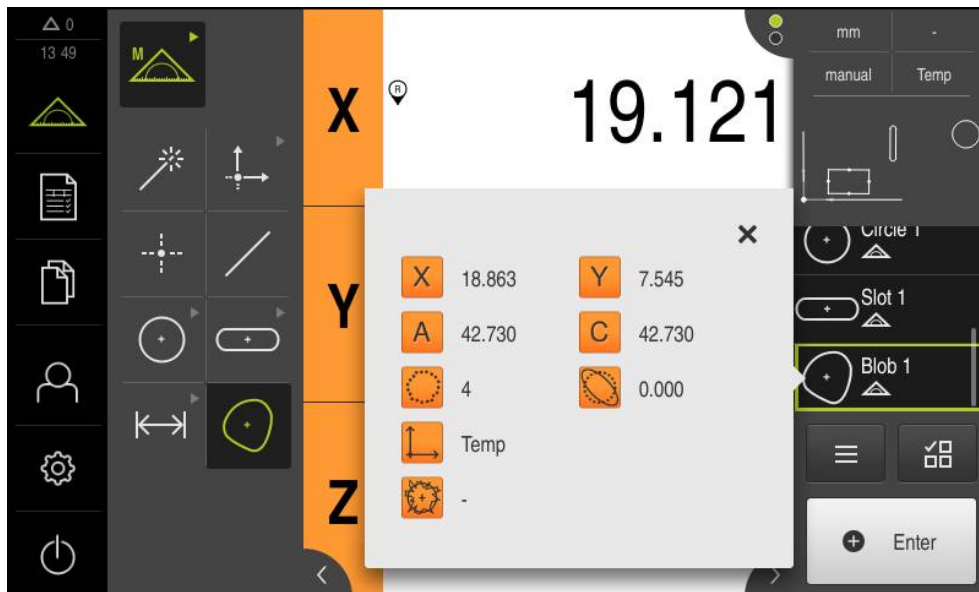 0
13 49
M
X
R
19.121
Y
Z
X 18.863 Y 7.545
A 42.730 C 42.730
4 0.000
Temp
-
mm -
manual Temp
Circle 1
Slot 1
Blob 1
Enter